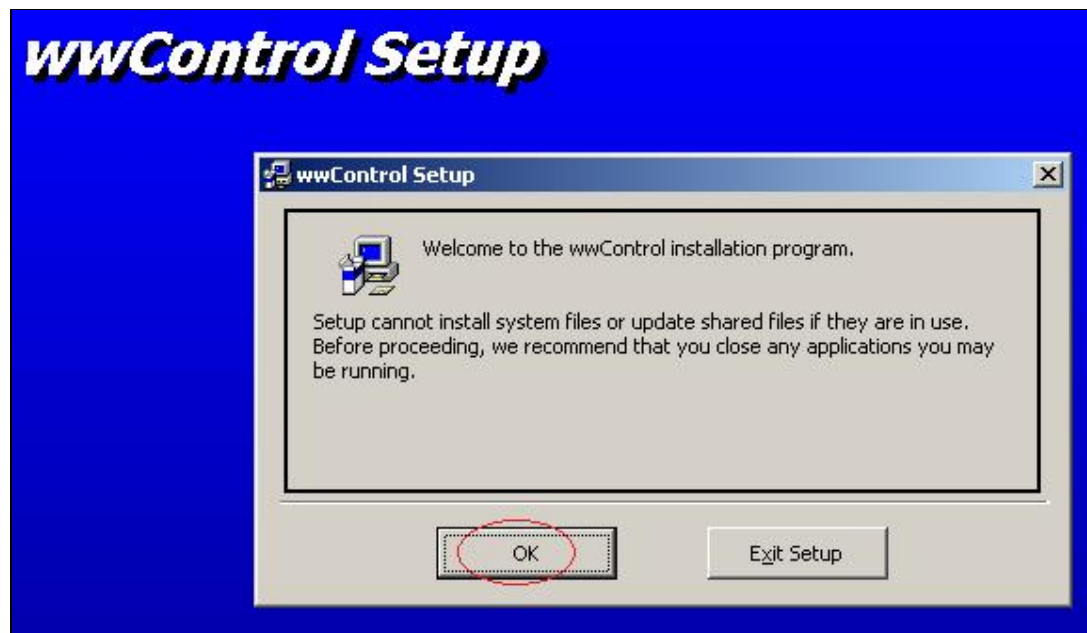 wwControl Setup
wwControl Setup
Welcome to the wwControl installation program.
Setup cannot install system files or update shared files if they are in use.
Before proceeding, we recommend that you close any applications you may
be running.
OK
Exit Setup